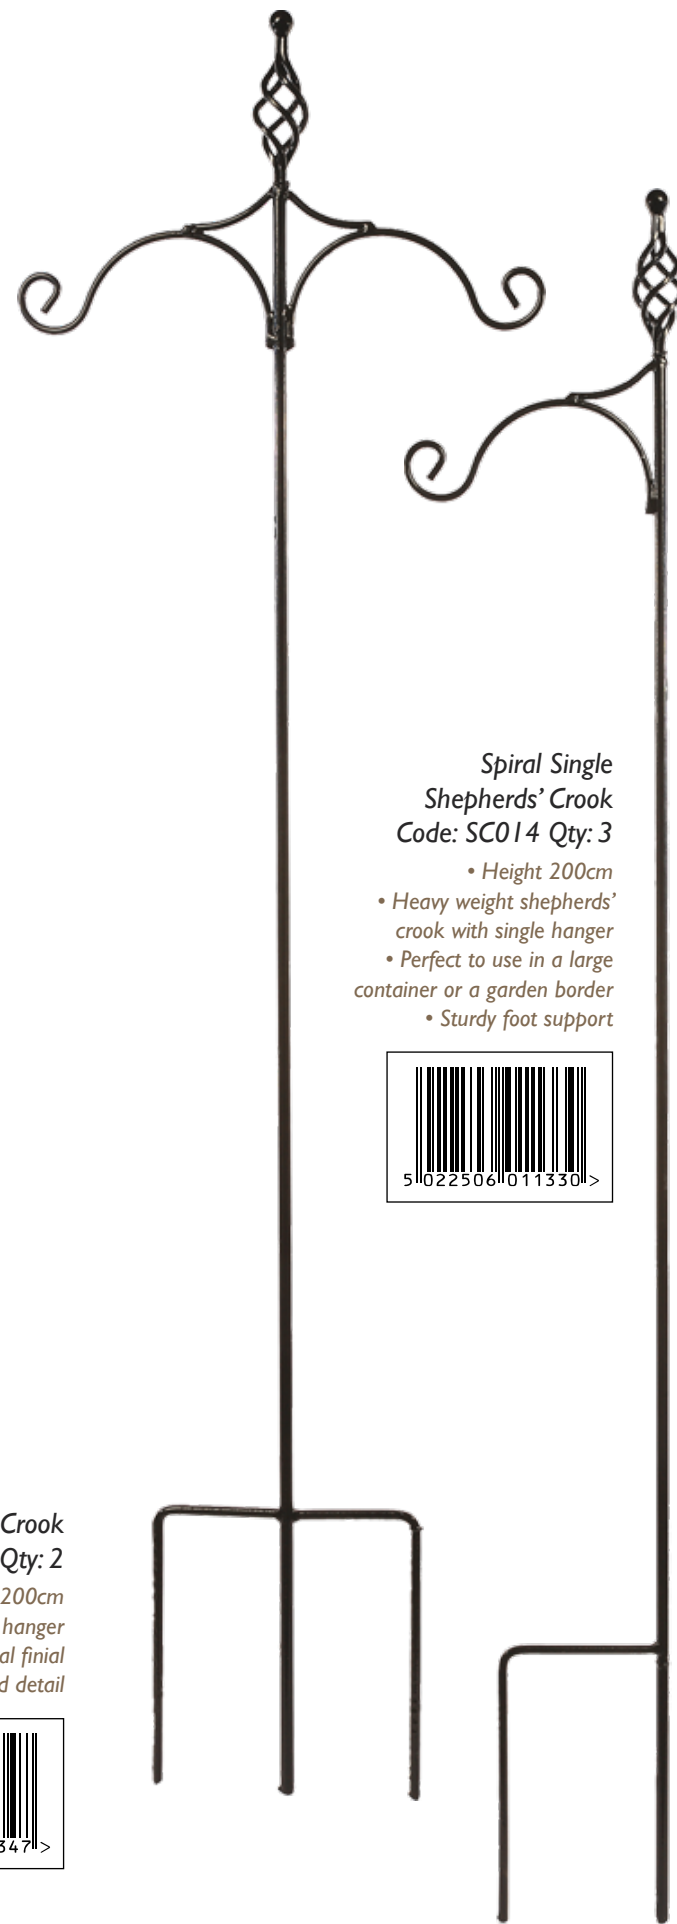 Spiral Single
Shepherds’ Crook
Code: SC014 Qty: 3
• Height 200cm
• Heavy weight shepherds’
crook with single hanger
• Perfect to use in a large
container or a garden border
• Sturdy foot support
5 022506 011330 >
Crook
Qty: 2
200cm
hanger
finial
detail
347 >